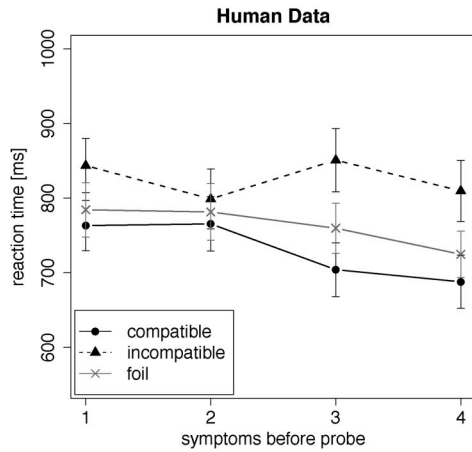 Human Data
1000
900
800
700
600
reaction time [ms]
compatible
incompatible
foil
1 2 3 4
symptoms before probe